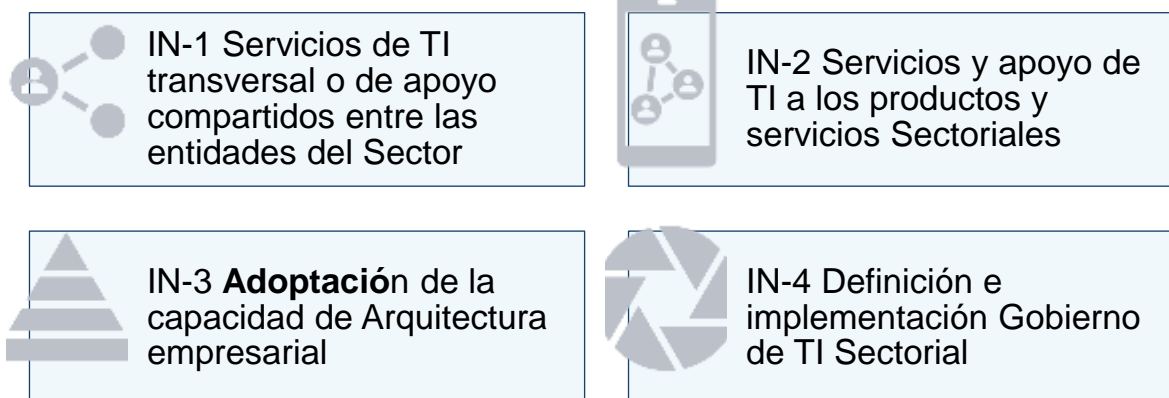 IN-1 Servicios de TI
transversal o de apoyo
compartidos entre las
entidades del Sector
IN-2 Servicios y apoyo de
TI a los productos y
servicios Sectoriales
IN-3 Adoptación de la
capacidad de Arquitectura
empresarial
IN-4 Definición e
implementación Gobierno
de TI Sectorial